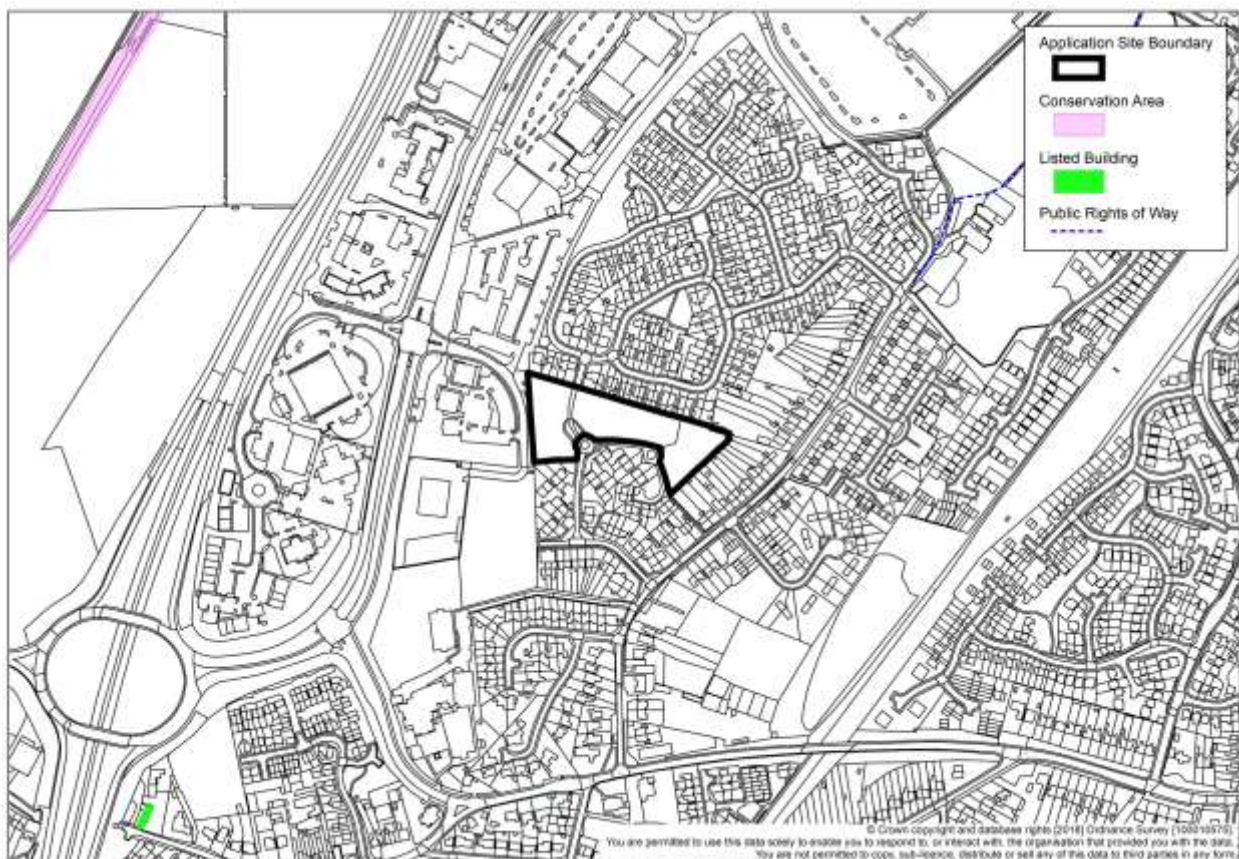 Application Site Boundary
Conservation Area
Listed Building
Public Rights of Way
© Crown copyright and database rights [2018] Ordnance Survey [100010575].
You are permitted to use this data solely to enable you to respond to, or interact with, the organisation that provided you with the data.
You are not permitted to copy, sub-licence, distribute or sell any of this data to third parties in any form.